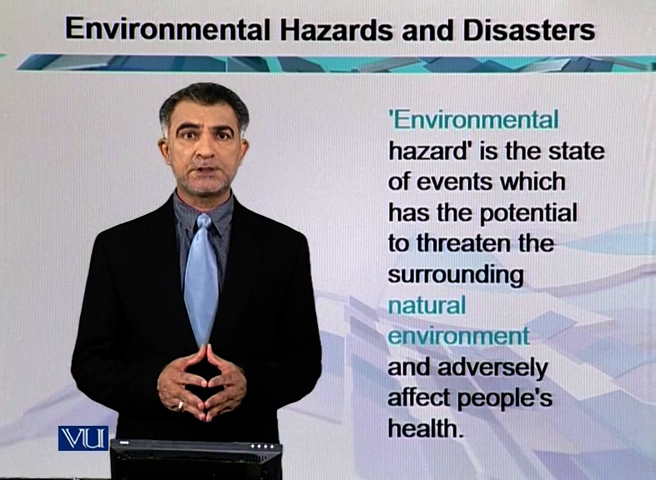 Environmental Hazards and Disasters
'Environmental
hazard' is the state
of events which
has the potential
to threaten the
surrounding
natural
environment
and adversely
affect people's
health.
VU